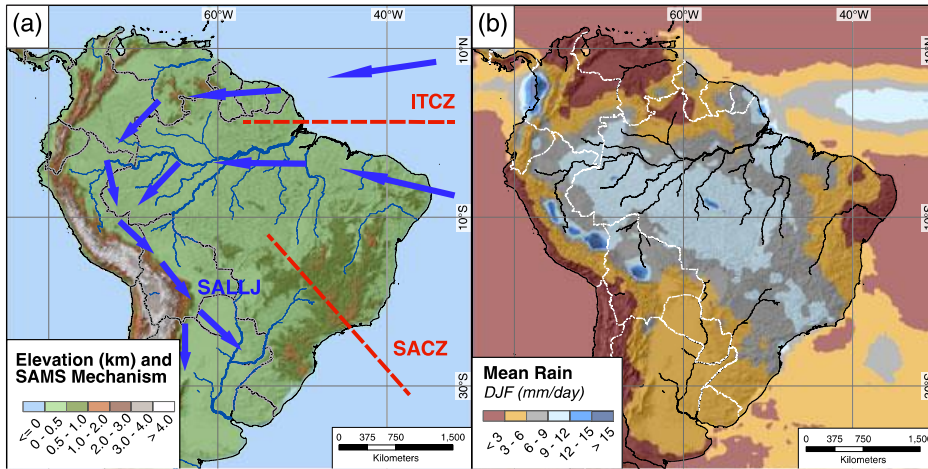 (a)
60°W
40°W
10°N
ITCZ
10°S
SALLJ
SACZ
30°S
Elevation (km) and
SAMS Mechanism
<= 0
0 - 0.5
0.5 - 1.0
1.0 - 2.0
2.0 - 3.0
3.0 - 4.0
> 4.0
0 375 750 1,500
Kilometers
(b)
60°W
40°W
10°N
10°S
30°S
Mean Rain
DJF (mm/day)
< 3
3 - 6
6 - 9
9 - 12
12 - 15
> 15
0 375 750 1,500
Kilometers